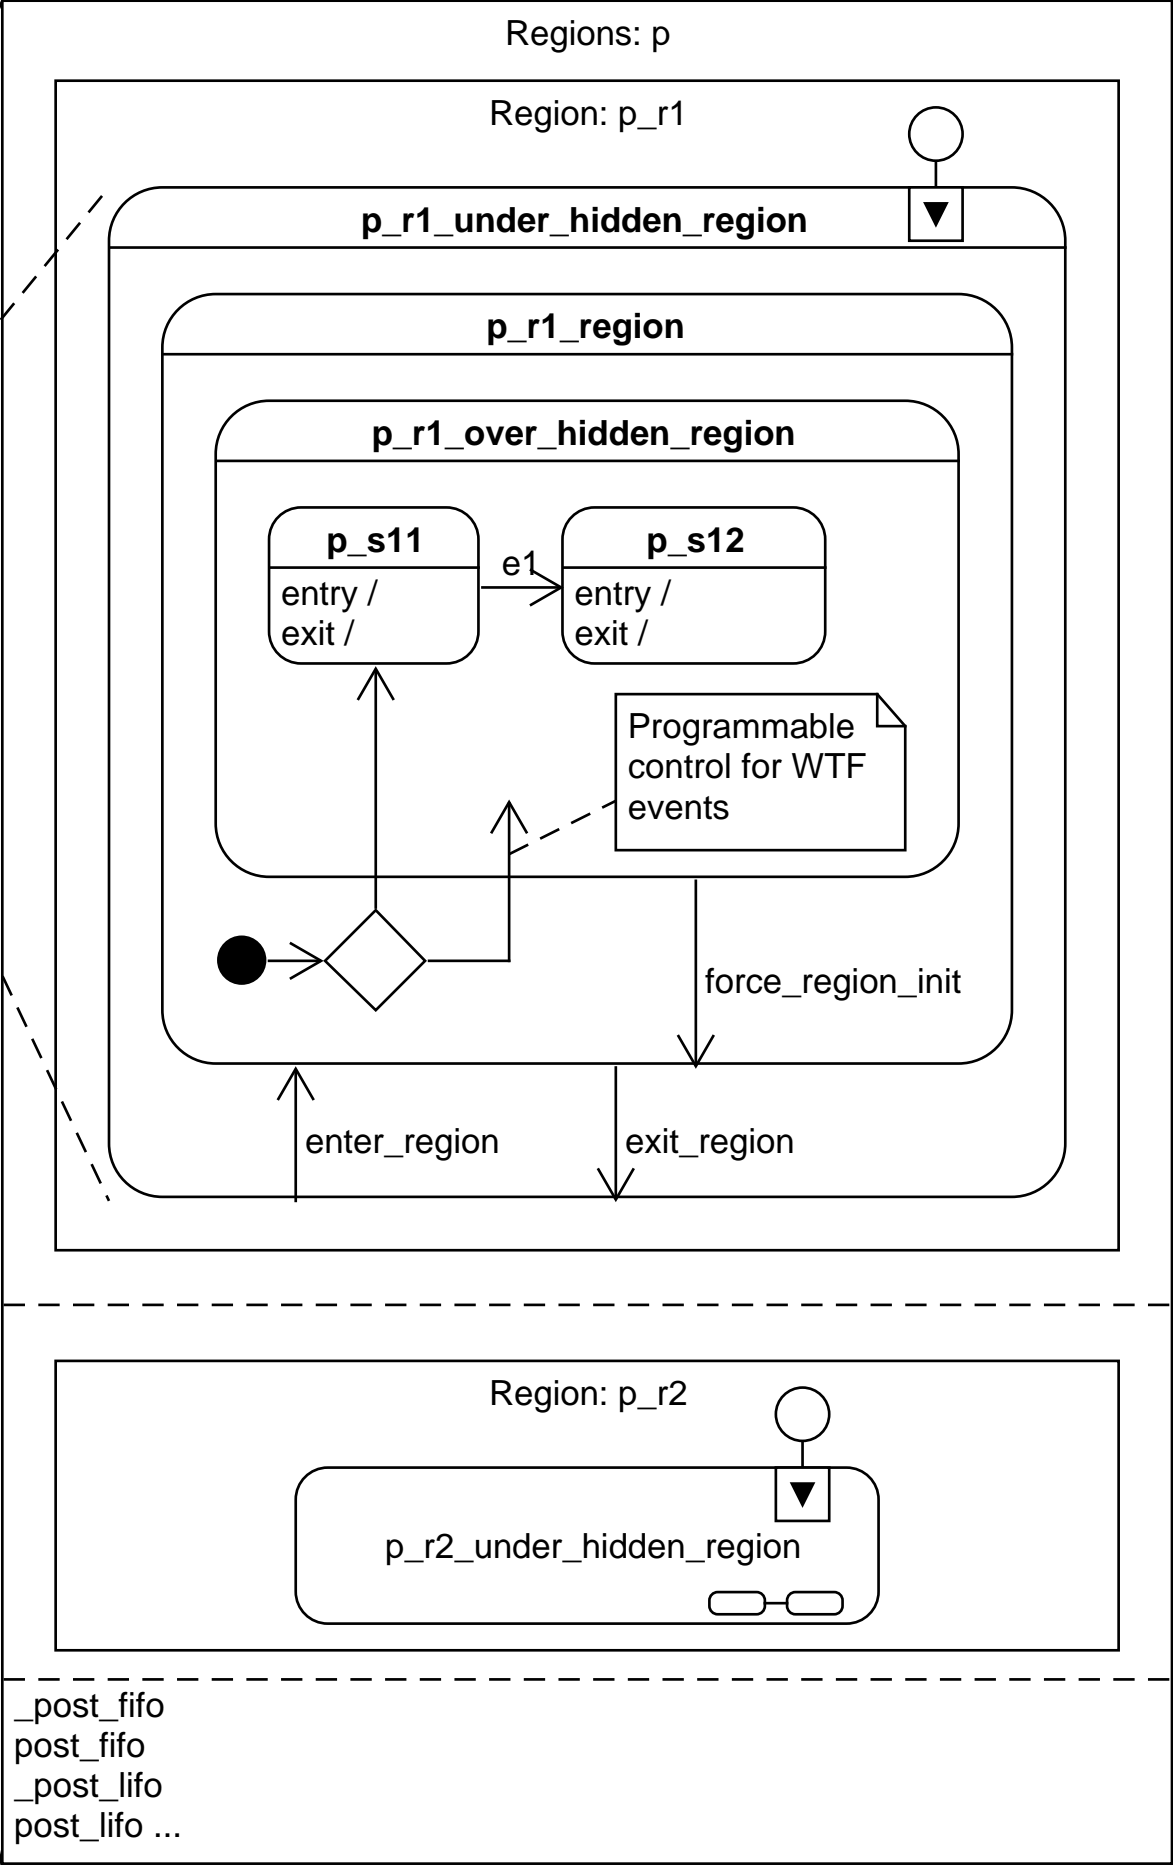 Regions: p
Region: p_r1
p_r1_under_hidden_region
p_r1_region
p_r1_over_hidden_region
p_s11
entry /
exit /
e1
p_s12
entry /
exit /
Programmable
control for WTF
events
force_region_init
enter_region
exit_region
Region: p_r2
p_r2_under_hidden_region
_post_fifo
post_fifo
_post_lifo
post_lifo ...